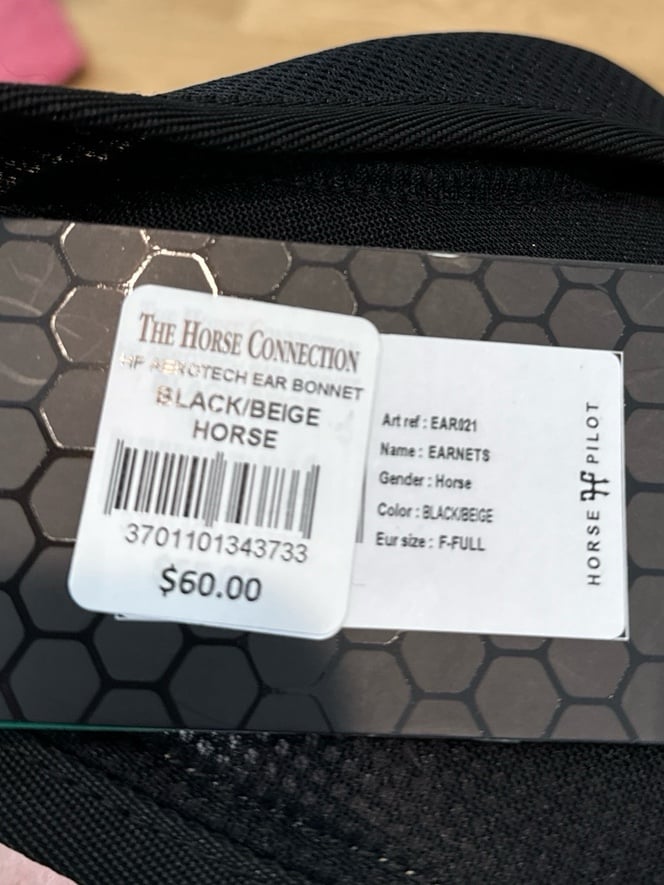 THE HORSE CONNECTION
HP AEROTECH EAR BONNET
BLACK/BEIGE
HORSE
3701101343733
$60.00
Art ref : EAR021
Name : EARNETS
Gender : Horse
Color : BLACK/BEIGE
Eur size : F-FULL
HORSE PILOT